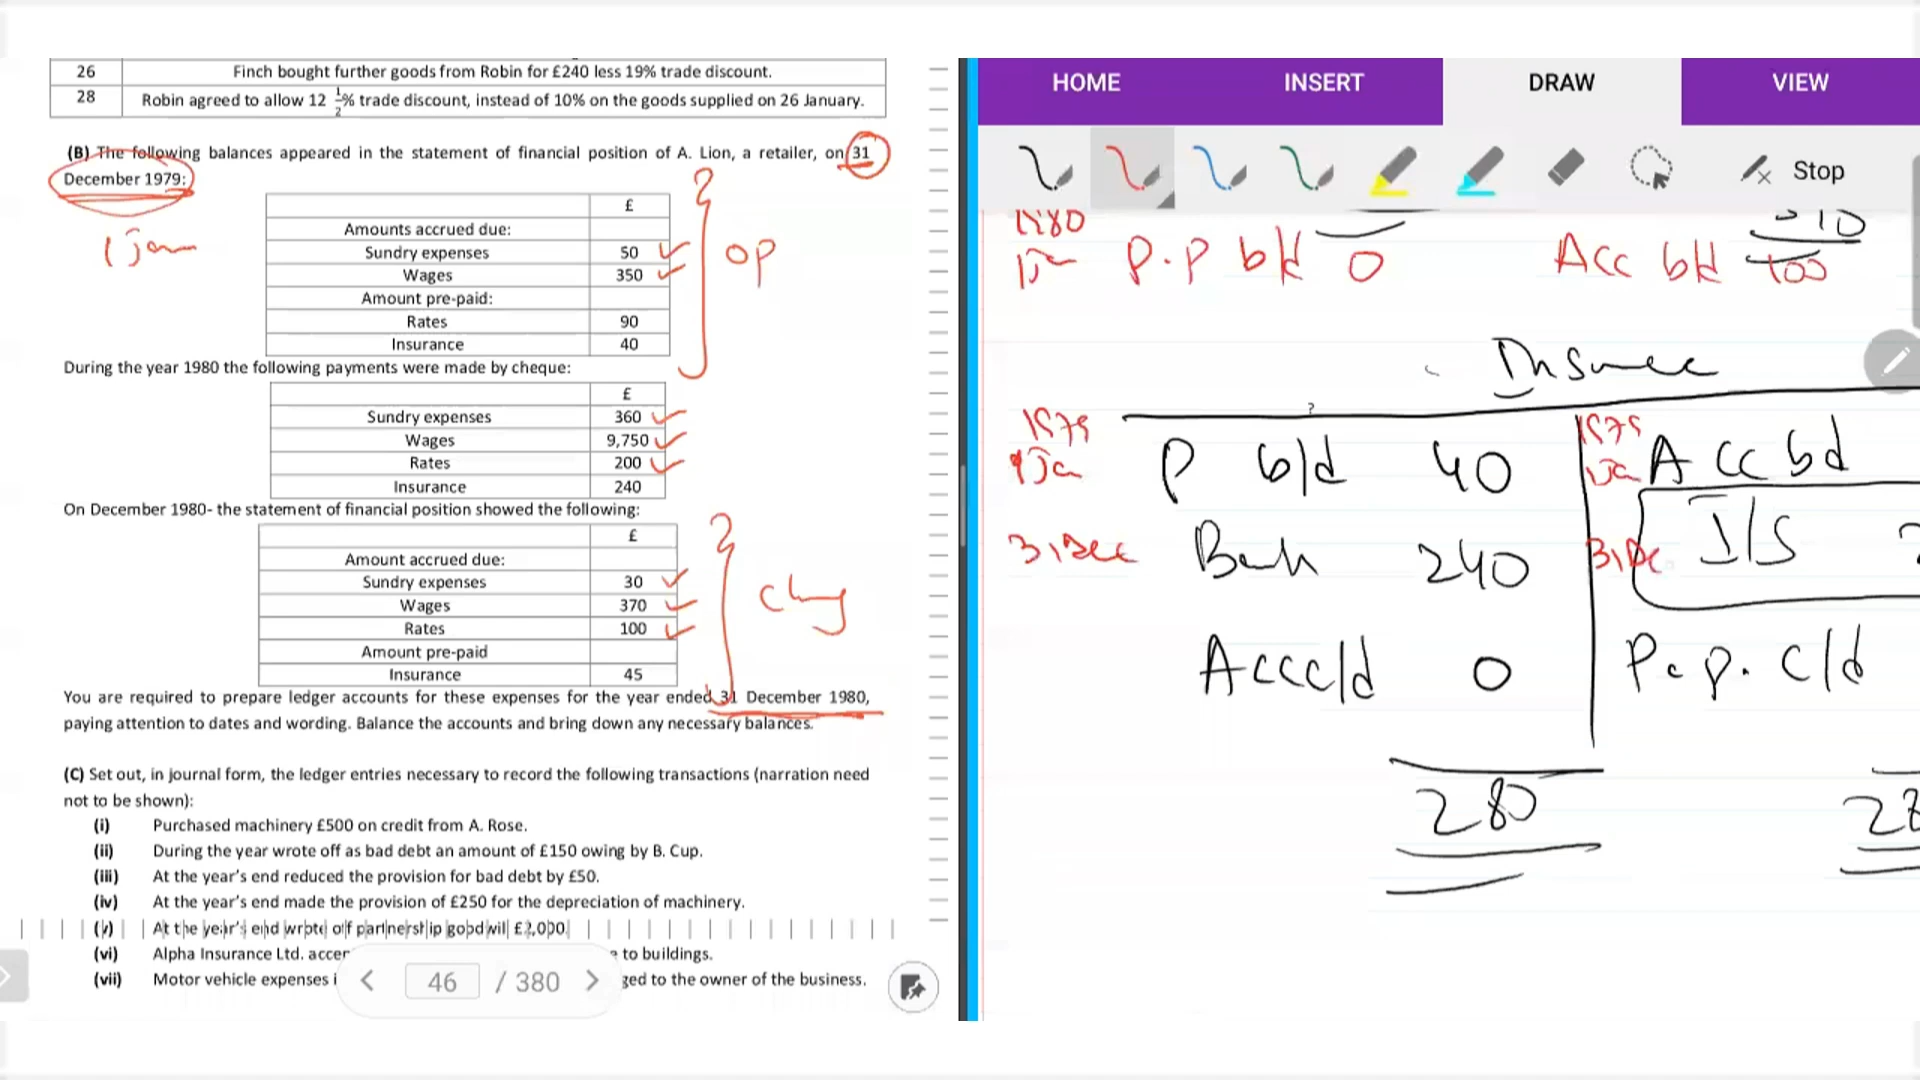 26 Finch bought further goods from Robin for £240 less 19% trade discount.
28 Robin agreed to allow 12 1/2% trade discount, instead of 10% on the goods supplied on 26 January.
(B) The following balances appeared in the statement of financial position of A. Lion, a retailer, on 31
December 1979:
1 jan
£
Amounts accrued due:
Sundry expenses 50
Wages 350
Amount pre-paid:
Rates 90
Insurance 40
op
During the year 1980 the following payments were made by cheque:
£
Sundry expenses 360
Wages 9,750
Rates 200
Insurance 240
On December 1980- the statement of financial position showed the following:
£
Amount accrued due:
Sundry expenses 30
Wages 370
Rates 100
Amount pre-paid
Insurance 45
You are required to prepare ledger accounts for these expenses for the year ended 31 December 1980,
paying attention to dates and wording. Balance the accounts and bring down any necessary balances.
(C) Set out, in journal form, the ledger entries necessary to record the following transactions (narration need
not to be shown):
(i) Purchased machinery £500 on credit from A. Rose.
(ii) During the year wrote off as bad debt an amount of £150 owing by B. Cup.
(iii) At the year's end reduced the provision for bad debt by £50.
(iv) At the year's end made the provision of £250 for the depreciation of machinery.
(v) At the year's end wrote off partnership goodwill £2,000.
(vi) Alpha Insurance Ltd. to buildings.
(vii) Motor vehicle expenses to the owner of the business.
46 / 380
HOME INSERT DRAW VIEW
Stop
1980
P.P b/d 0 Acc b/d 100
P b/d 40 Acc bd
31 Dec Bank 240 I/S
Acc c/d 0 P.p. c/d
280